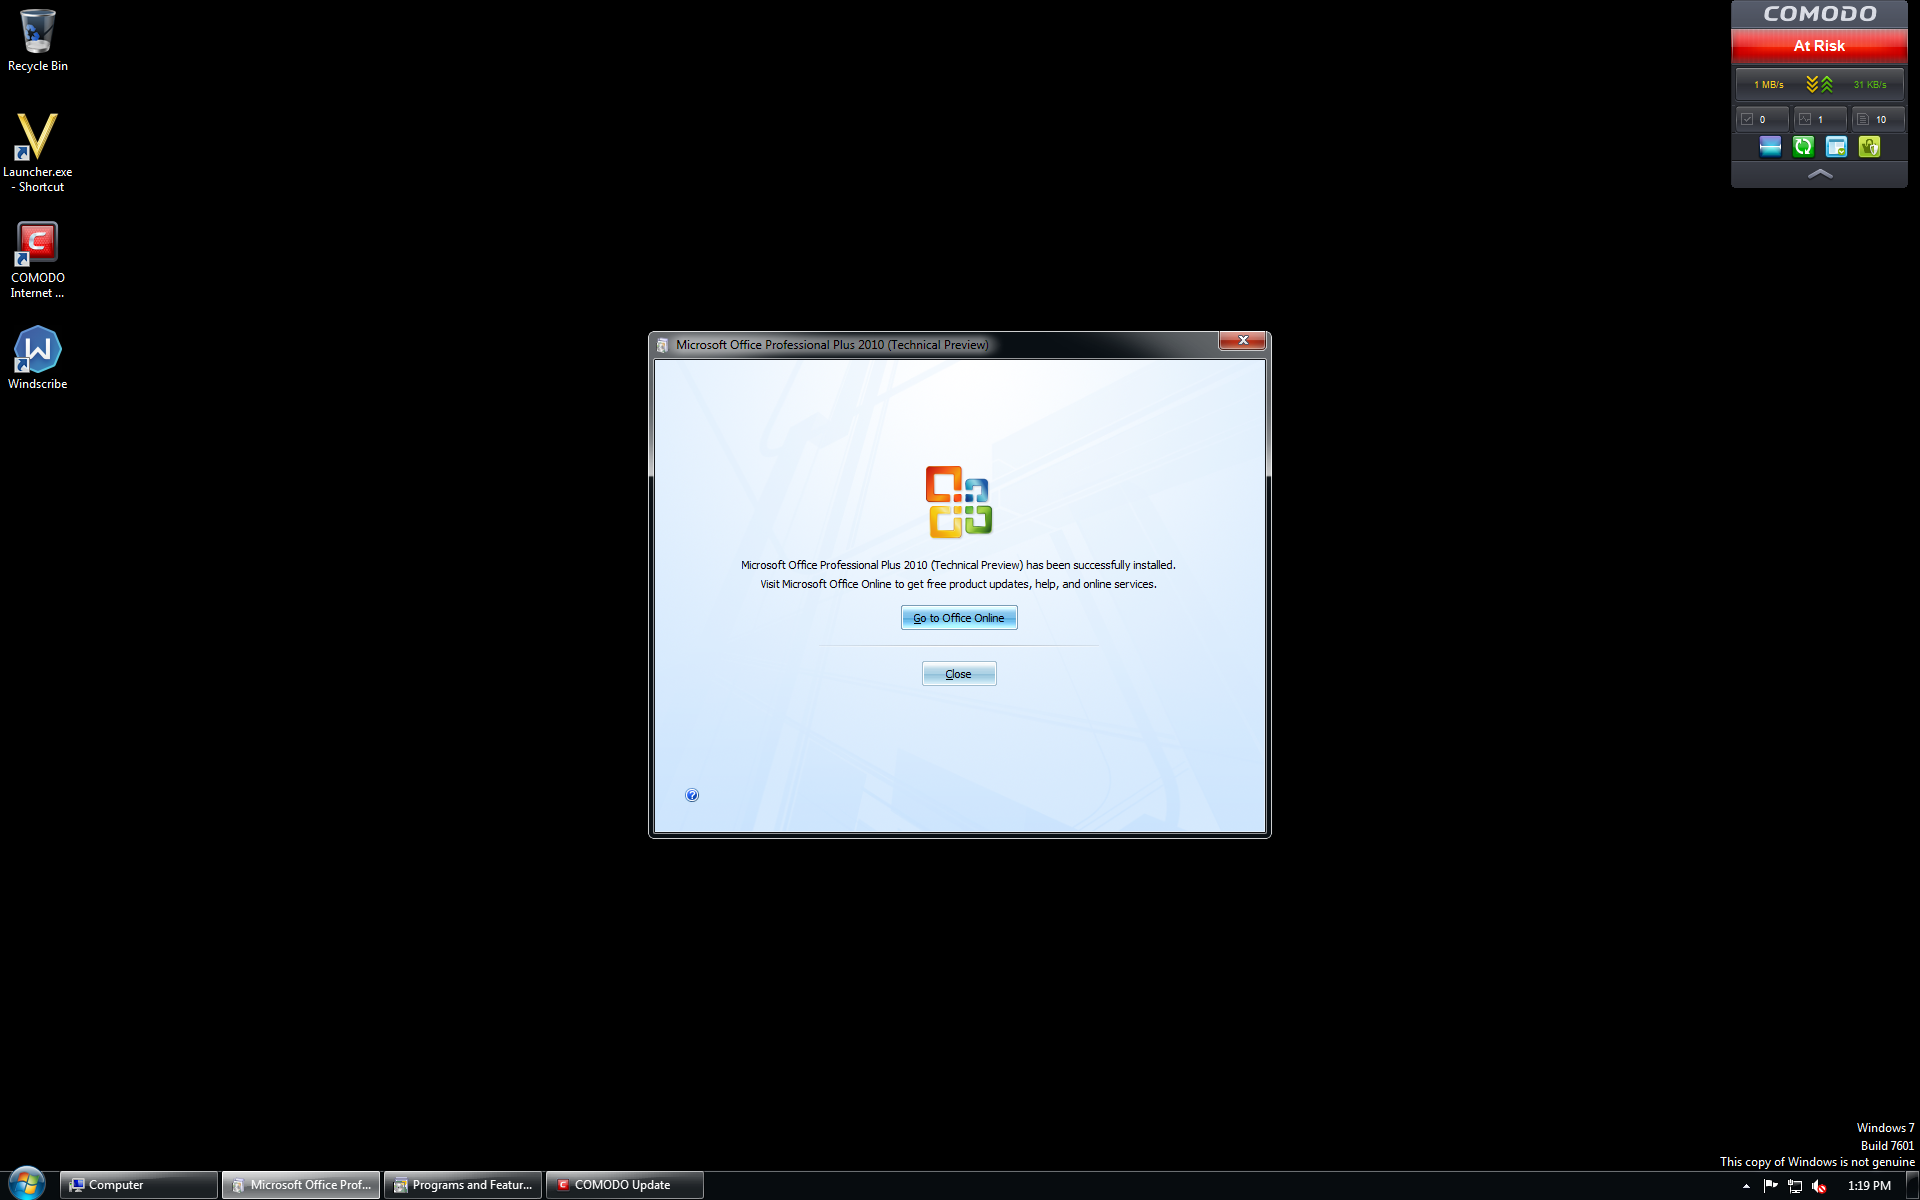 Recycle Bin
Launcher.exe
- Shortcut
COMODO
Internet ...
Windscribe
COMODO
At Risk
1 MB/s
31 KB/s
0
1
10
Microsoft Office Professional Plus 2010 (Technical Preview)
Microsoft Office Professional Plus 2010 (Technical Preview) has been successfully installed.
Visit Microsoft Office Online to get free product updates, help, and online services.
Go to Office Online
Close
Windows 7
Build 7601
This copy of Windows is not genuine
Computer
Microsoft Office Prof...
Programs and Featur...
COMODO Update
1:19 PM